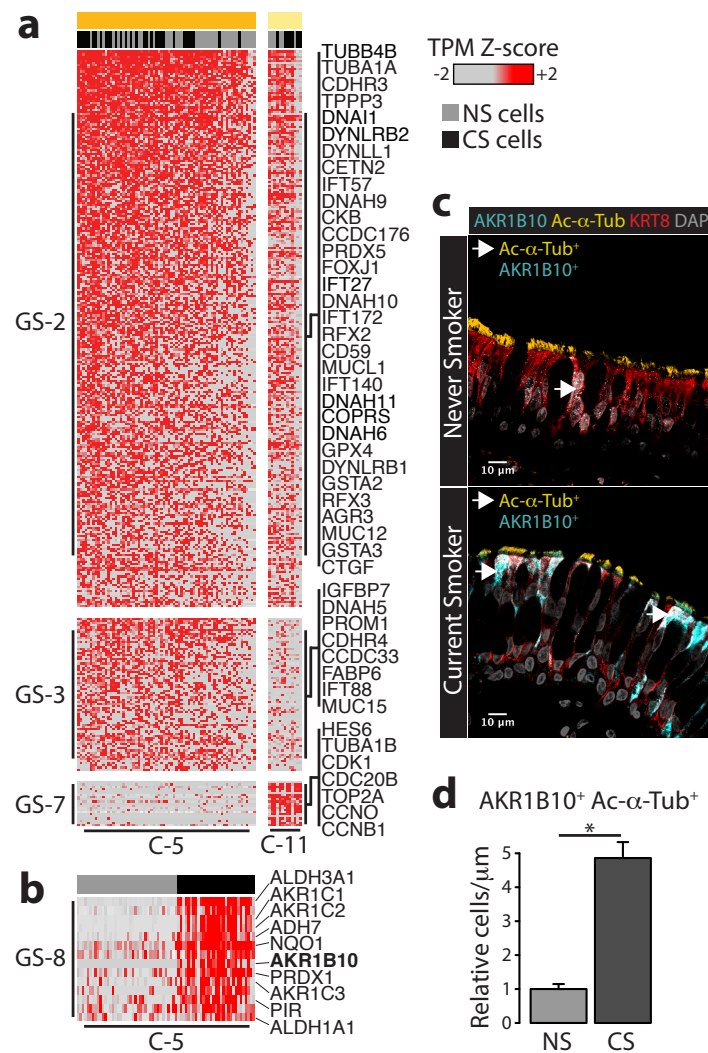 a
TPM Z-score
-2 +2
NS cells
CS cells
TUBB4B
TUBA1A
CDHR3
TPPP3
DNAI1
DYNLRB2
DYNLL1
CETN2
IFT57
DNAH9
CKB
CCDC176
PRDX5
FOXJ1
IFT27
DNAH10
IFT172
RFX2
CD59
MUCL1
IFT140
DNAH11
COPRS
DNAH6
GPX4
DYNLRB1
GSTA2
RFX3
AGR3
MUC12
GSTA3
CTGF
IGFBP7
DNAH5
PROM1
CDHR4
CCDC33
FABP6
IFT88
MUC15
HES6
TUBA1B
CDK1
CDC20B
TOP2A
CCNO
CCNB1
GS-2
GS-3
GS-7
C-5 C-11
b
GS-8
ALDH3A1
AKR1C1
AKR1C2
ADH7
NQO1
AKR1B10
PRDX1
AKR1C3
PIR
ALDH1A1
C-5
c
AKR1B10 Ac-α-Tub KRT8 DAP
Never Smoker
Ac-α-Tub+
AKR1B10+
10 µm
Current Smoker
Ac-α-Tub+
AKR1B10+
10 µm
d
AKR1B10+ Ac-α-Tub+
*
Relative cells/µm
5
4
3
2
1
0
NS CS